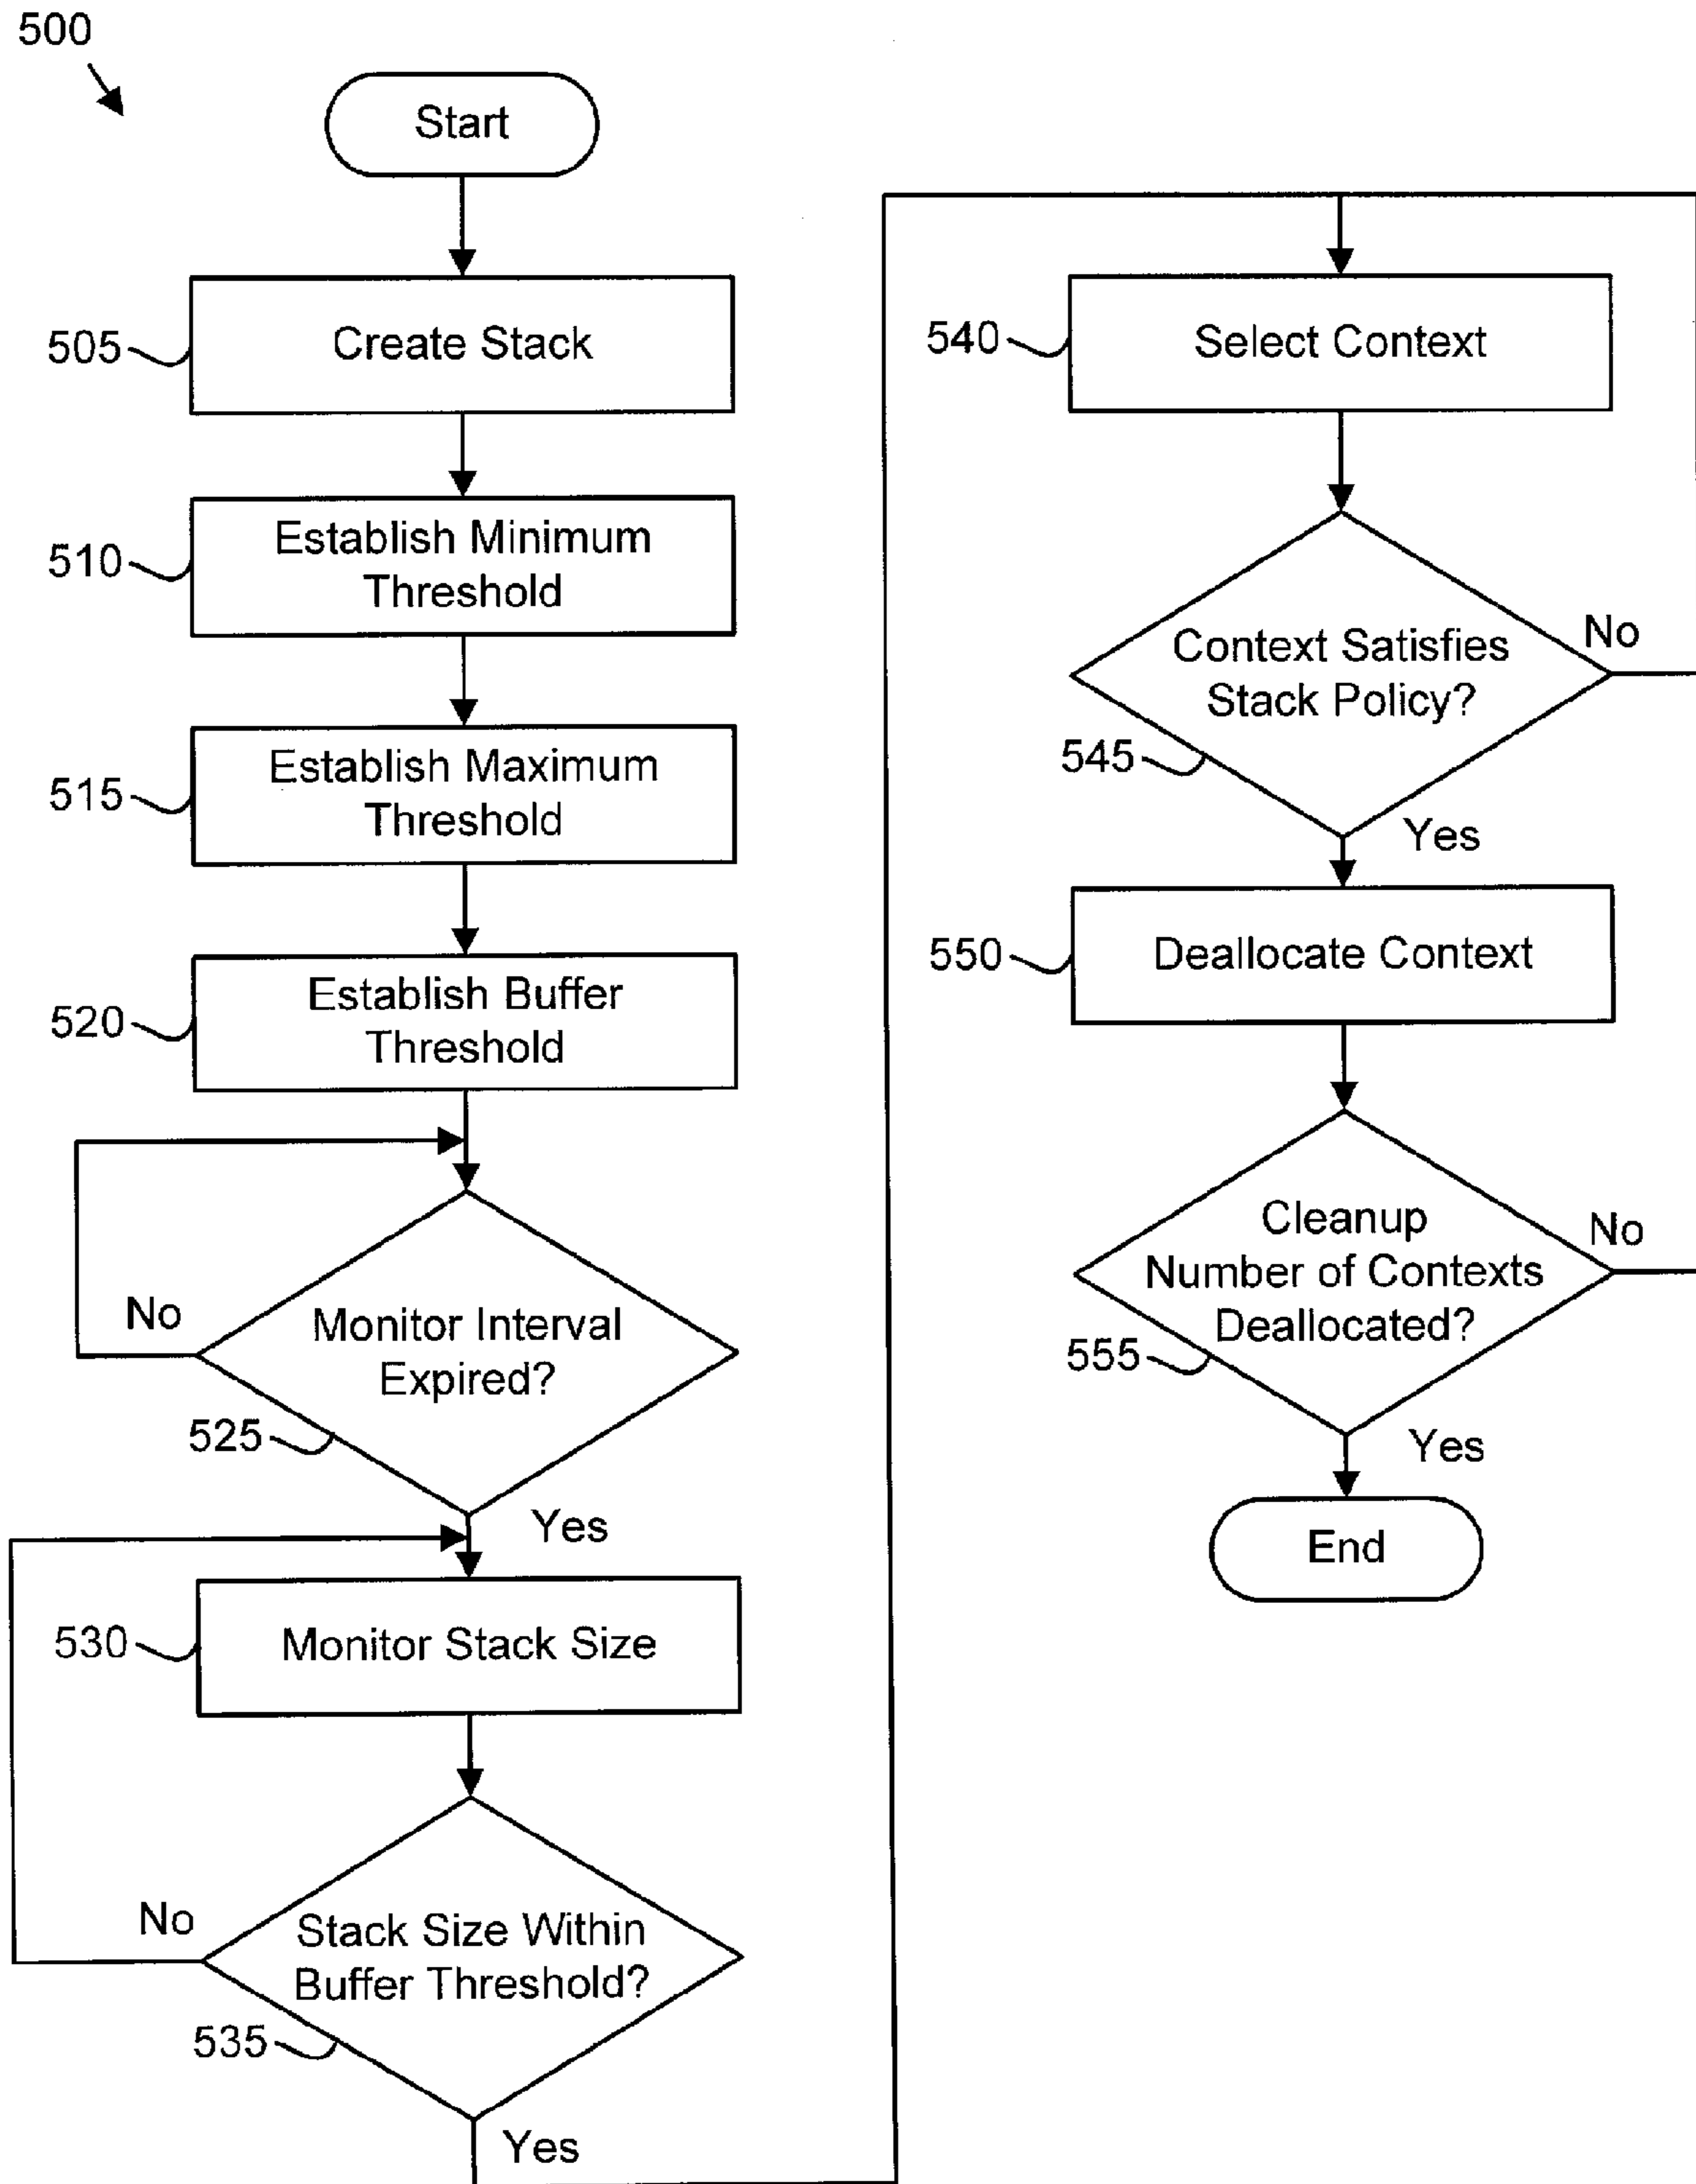 500
Start
505
Create Stack
510
Establish Minimum
Threshold
515
Establish Maximum
Threshold
520
Establish Buffer
Threshold
No
Monitor Interval
Expired?
525
Yes
530
Monitor Stack Size
No
Stack Size Within
Buffer Threshold?
535
Yes
540
Select Context
Context Satisfies
Stack Policy?
No
545
Yes
550
Deallocate Context
Cleanup
Number of Contexts
Deallocated?
No
555
Yes
End